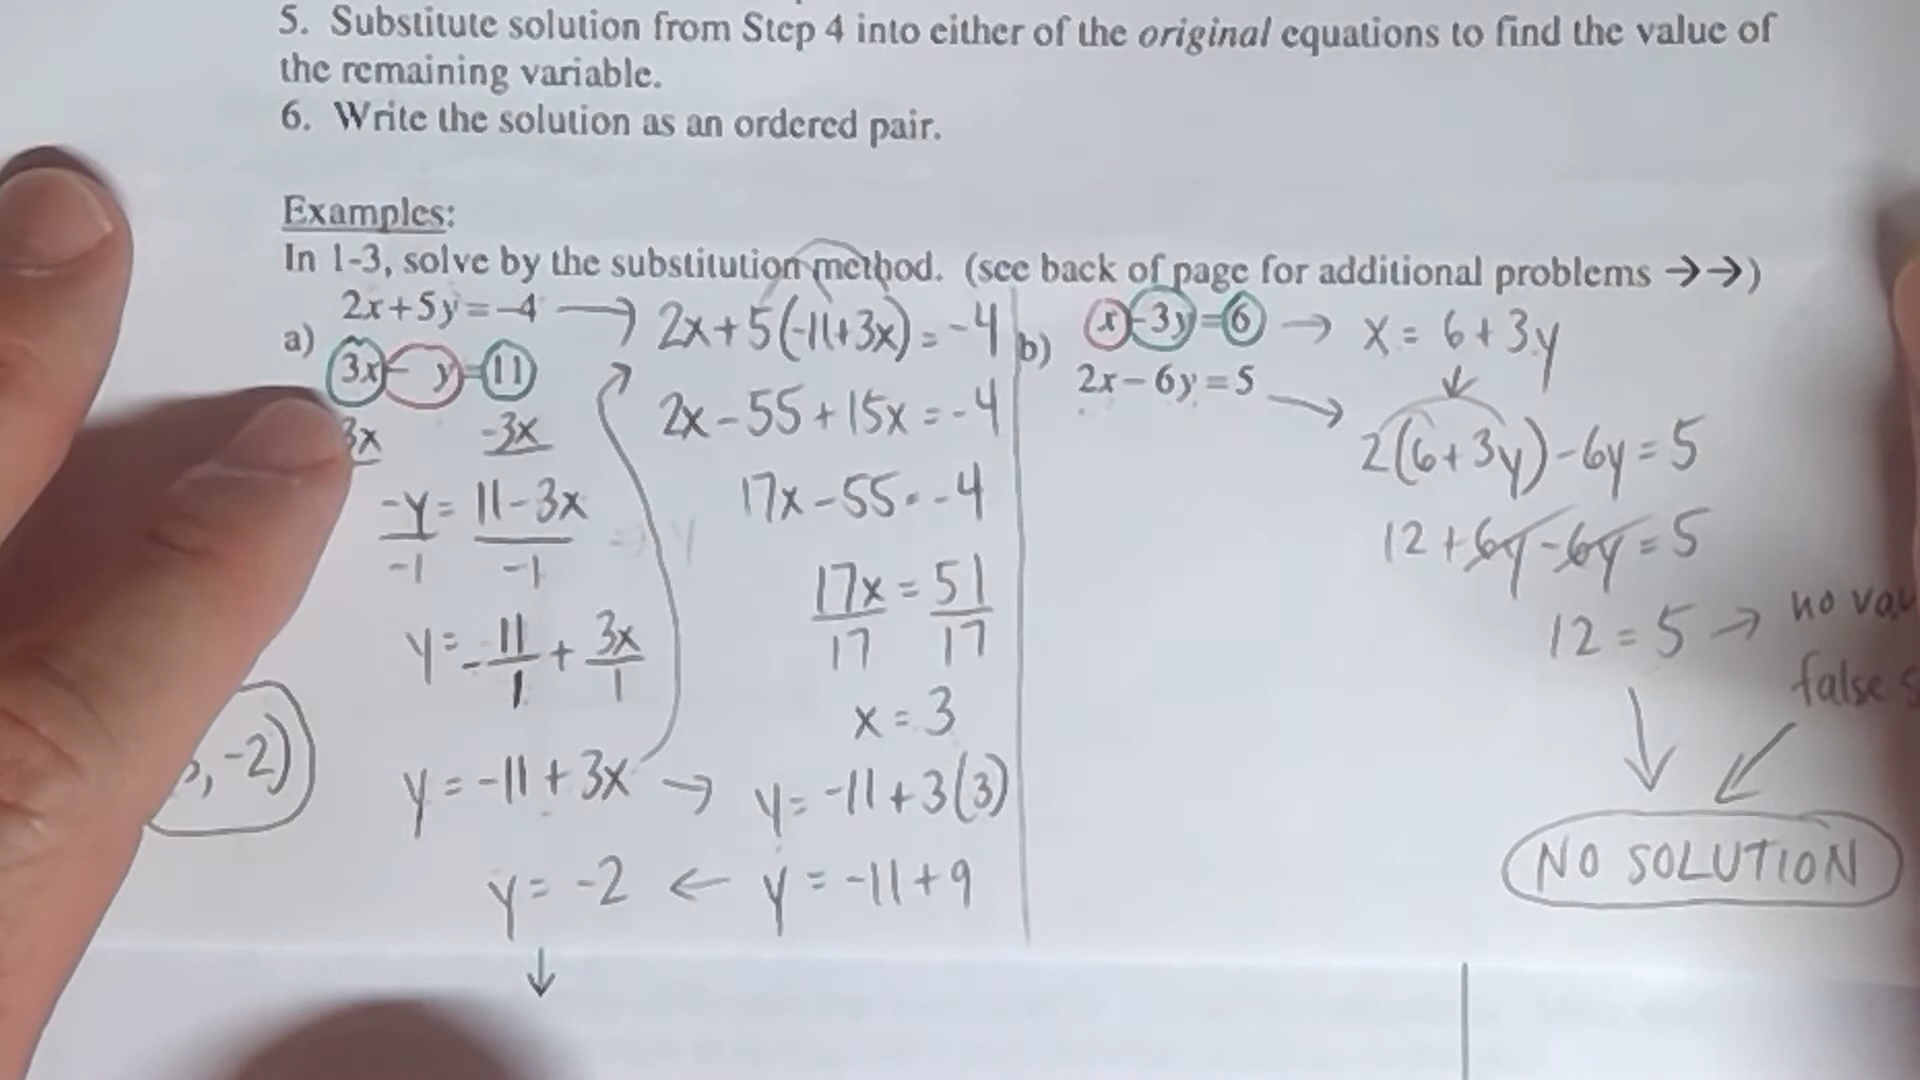 5. Substitute solution from Step 4 into either of the original equations to find the value of
the remaining variable.
6. Write the solution as an ordered pair.
Examples:
In 1-3, solve by the substitution method. (see back of page for additional problems →→)
a)
2x+5y=-4 → 2x+5(-11+3x)=-4
3x-y=11
3x -3x
2x-55+15x=-4
-y = 11-3x
-1 -1
17x-55=-4
17x = 51
17 17
y=-11/1+3x/1
x=3
y=-11+3x → y=-11+3(3)
y=-2 ← y=-11+9
↓
, -2)
b)
x-3y=6 → x=6+3y
2x-6y=5 →
2(6+3y)-6y=5
12+6y-6y=5
12=5 → no
false
NO SOLUTION